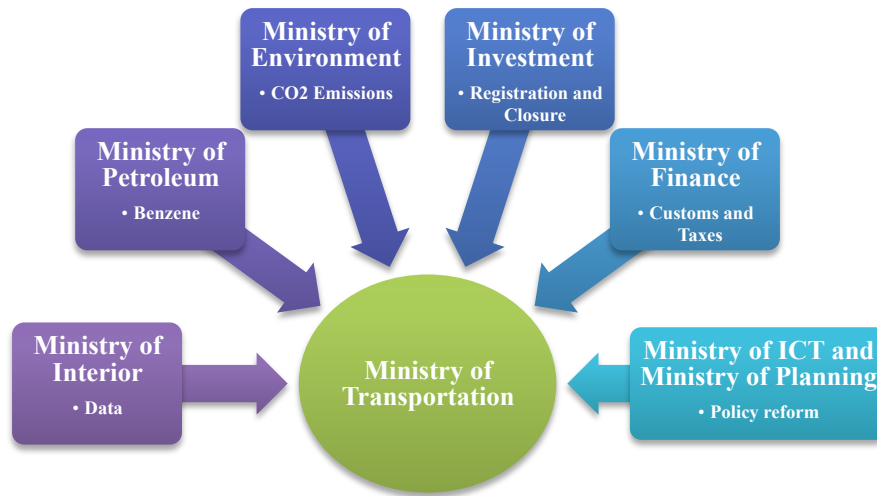 Ministry of
Environment
• CO2 Emissions
Ministry of
Investment
• Registration and
Closure
Ministry of
Petroleum
• Benzene
Ministry of
Finance
• Customs and
Taxes
Ministry of
Interior
• Data
Ministry of
Transportation
Ministry of ICT and
Ministry of Planning
• Policy reform